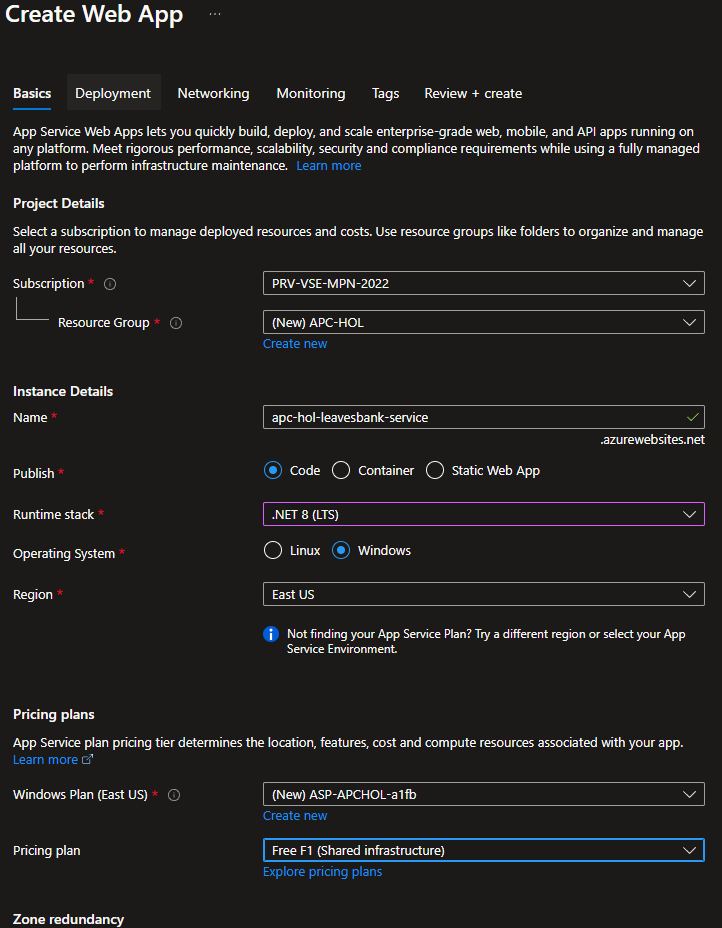 Create Web App ...
Basics Deployment Networking Monitoring Tags Review + create
App Service Web Apps lets you quickly build, deploy, and scale enterprise-grade web, mobile, and API apps running on
any platform. Meet rigorous performance, scalability, security and compliance requirements while using a fully managed
platform to perform infrastructure maintenance. Learn more
Project Details
Select a subscription to manage deployed resources and costs. Use resource groups like folders to organize and manage
all your resources.
Subscription * PRV-VSE-MPN-2022
Resource Group * (New) APC-HOL
Create new
Instance Details
Name * apc-hol-leavesbank-service
.azurewebsites.net
Publish * Code Container Static Web App
Runtime stack * .NET 8 (LTS)
Operating System * Linux Windows
Region * East US
Not finding your App Service Plan? Try a different region or select your App
Service Environment.
Pricing plans
App Service plan pricing tier determines the location, features, cost and compute resources associated with your app.
Learn more
Windows Plan (East US) * (New) ASP-APCHOL-a1fb
Create new
Pricing plan Free F1 (Shared infrastructure)
Explore pricing plans
Zone redundancy